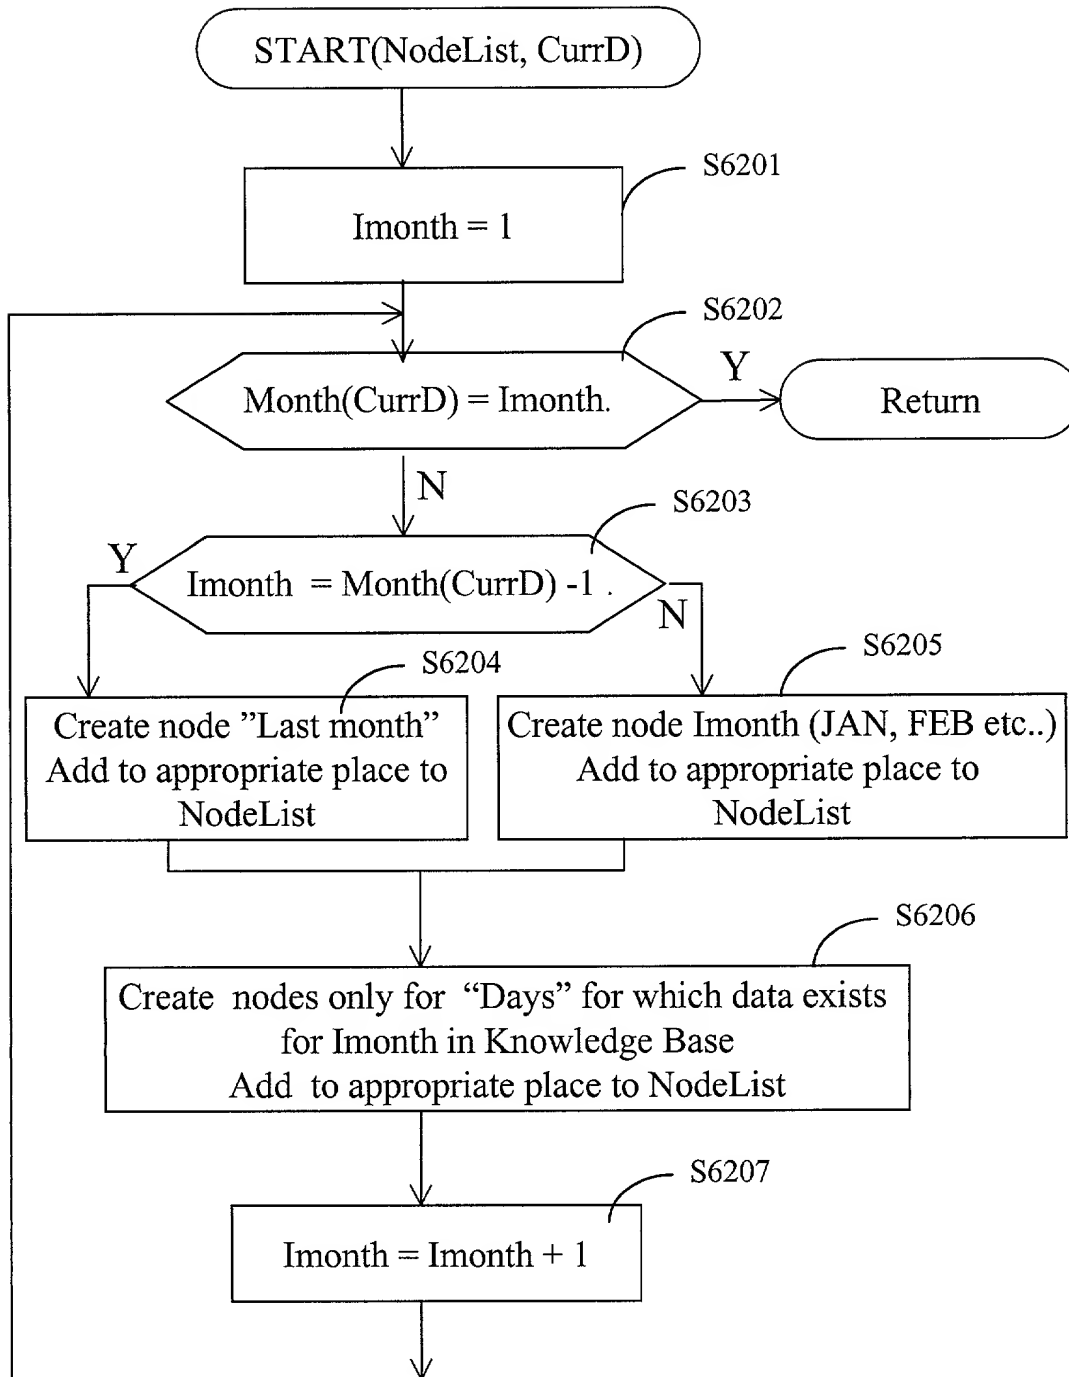 START(NodeList, CurrD)
S6201
Imonth = 1
S6202
Month(CurrD) = Imonth.
Y
Return
N
S6203
Y
Imonth = Month(CurrD) -1 .
N
S6204
S6205
Create node ”Last month”
Add to appropriate place to
NodeList
Create node Imonth (JAN, FEB etc..)
Add to appropriate place to
NodeList
S6206
Create nodes only for “Days” for which data exists
for Imonth in Knowledge Base
Add to appropriate place to NodeList
S6207
Imonth = Imonth + 1